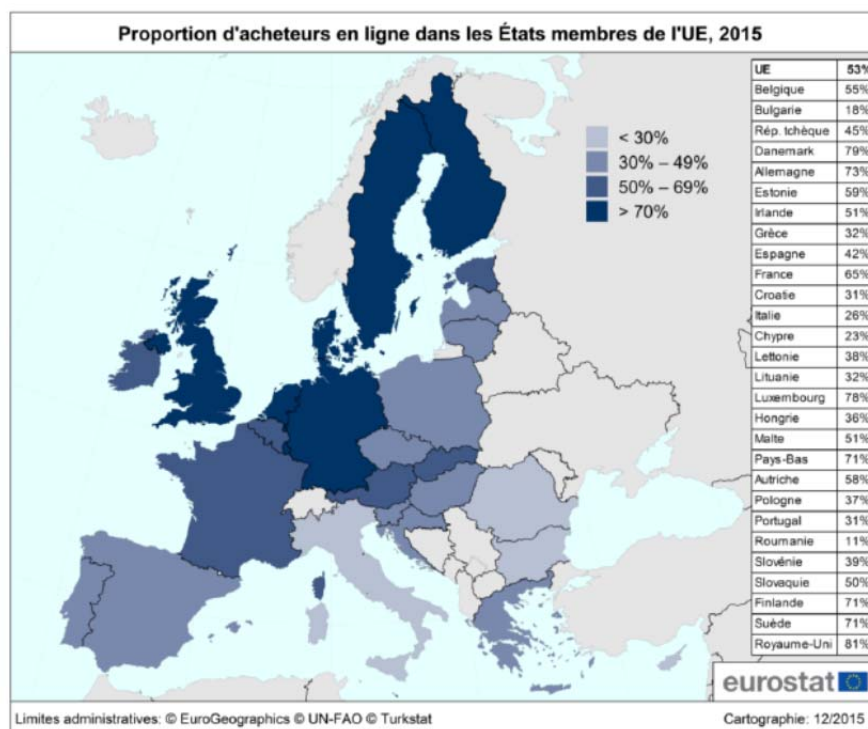 Proportion d'acheteurs en ligne dans les États membres de l'UE, 2015
< 30%
30% – 49%
50% – 69%
> 70%
UE 53%
Belgique 55%
Bulgarie 18%
Rép. tchèque 45%
Danemark 79%
Allemagne 73%
Estonie 59%
Irlande 51%
Grèce 32%
Espagne 42%
France 65%
Croatie 31%
Italie 26%
Chypre 23%
Lettonie 38%
Lituanie 32%
Luxembourg 78%
Hongrie 36%
Malte 51%
Pays-Bas 71%
Autriche 58%
Pologne 37%
Portugal 31%
Roumanie 11%
Slovénie 39%
Slovaquie 50%
Finlande 71%
Suède 71%
Royaume-Uni 81%
eurostat
Limites administratives: © EuroGeographics © UN-FAO © Turkstat
Cartographie: 12/2015